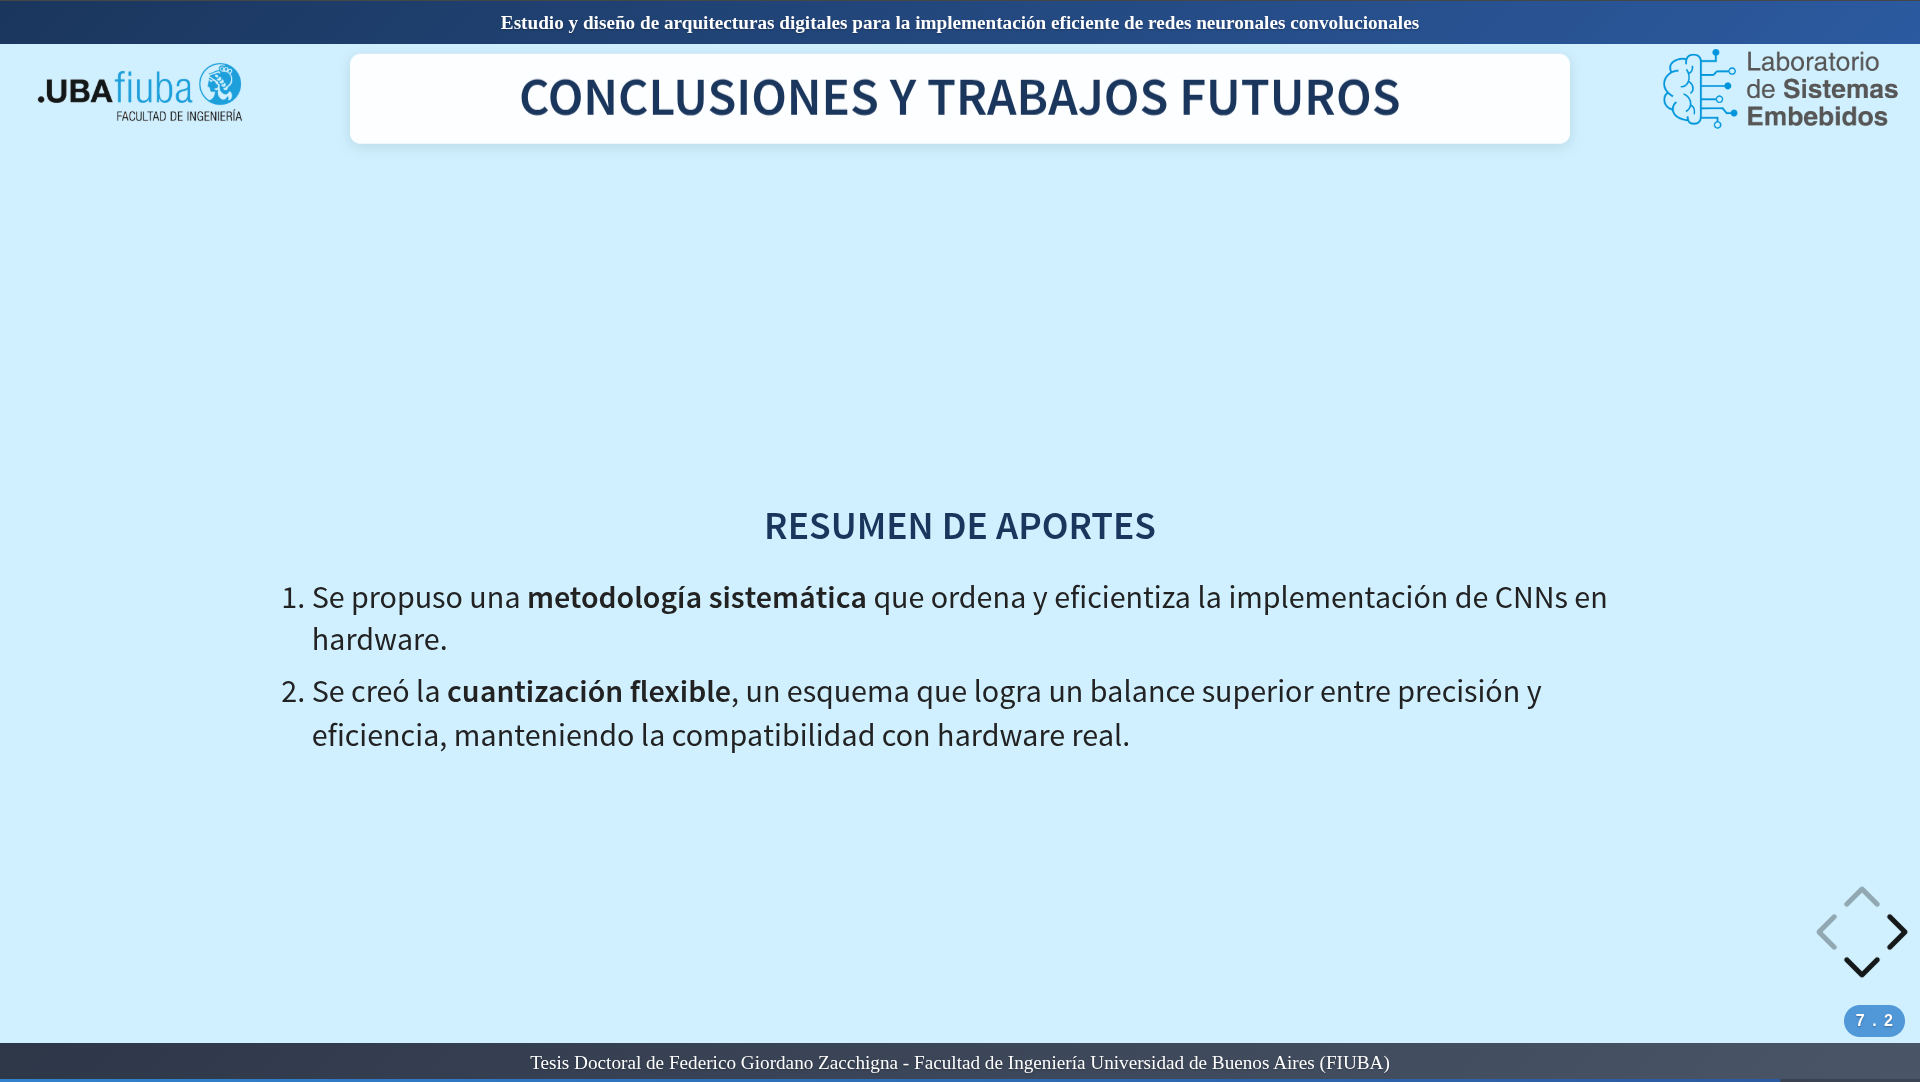 Estudio y diseño de arquitecturas digitales para la implementación eficiente de redes neuronales convolucionales
.UBAfiuba
FACULTAD DE INGENIERÍA
CONCLUSIONES Y TRABAJOS FUTUROS
Laboratorio
de Sistemas
Embebidos
RESUMEN DE APORTES
1. Se propuso una metodología sistemática que ordena y eficientiza la implementación de CNNs en
hardware.
2. Se creó la cuantización flexible, un esquema que logra un balance superior entre precisión y
eficiencia, manteniendo la compatibilidad con hardware real.
7 . 2
Tesis Doctoral de Federico Giordano Zacchigna - Facultad de Ingeniería Universidad de Buenos Aires (FIUBA)